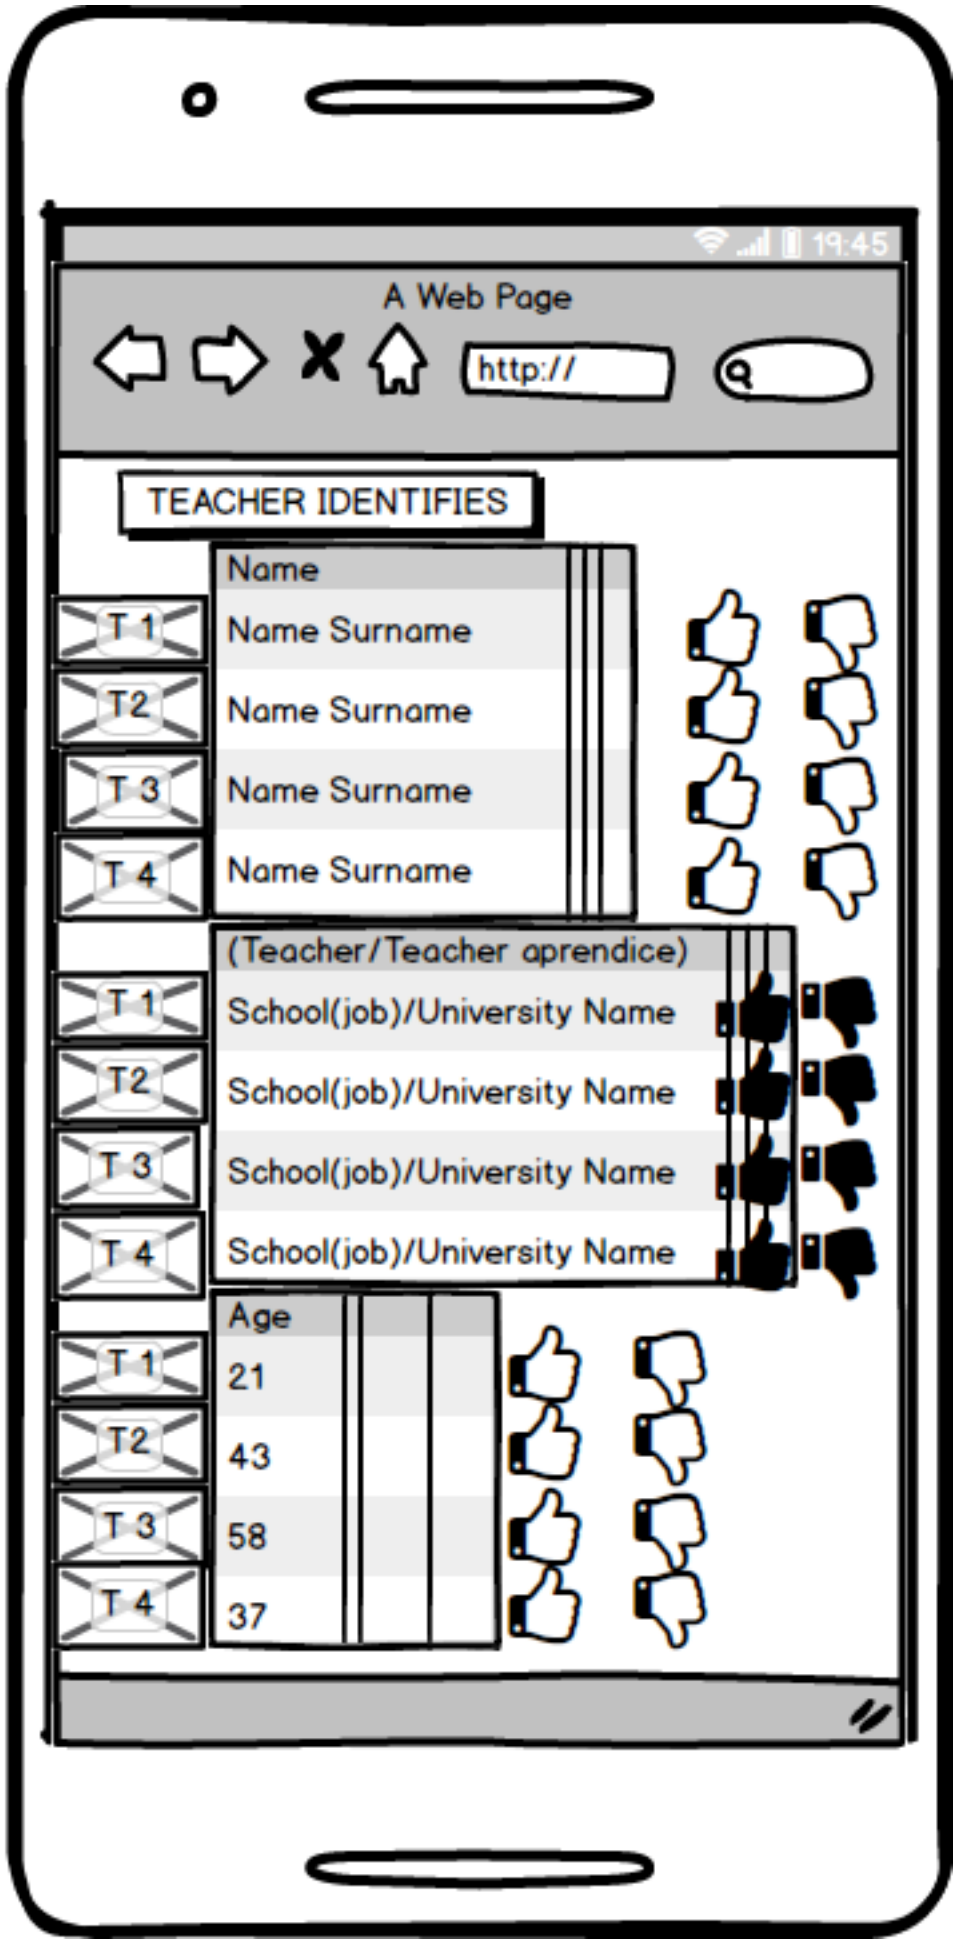 19:45
A Web Page
http://
TEACHER IDENTIFIES
Name
T 1 Name Surname
T2 Name Surname
T 3 Name Surname
T 4 Name Surname
(Teacher/Teacher aprendice)
T 1 School(job)/University Name
T2 School(job)/University Name
T 3 School(job)/University Name
T 4 School(job)/University Name
Age
T 1 21
T2 43
T 3 58
T 4 37